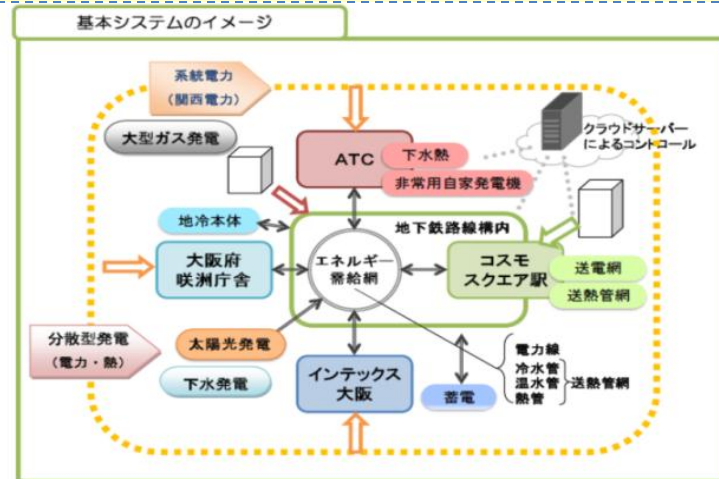 基本システムのイメージ
系統電力
（関西電力）
大型ガス発電
ATC
下水熱
非常用自家発電機
クラウドサーバー
によるコントロール
地冷本体
地下鉄路線構内
大阪府
咲洲庁舎
エネルギー
需給網
コスモ
スクエア駅
送電網
送熱管網
分散型発電
（電力・熱）
太陽光発電
下水発電
インテックス
大阪
蓄電
電力線
冷水管
温水管
熱管
送熱管網